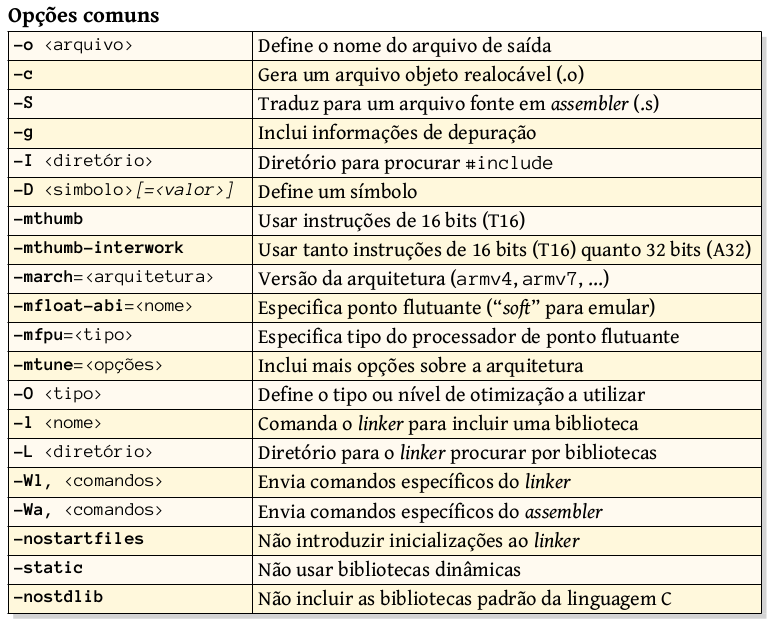 Opções comuns
-o <arquivo> Define o nome do arquivo de saída
-c Gera um arquivo objeto realocável (.o)
-S Traduz para um arquivo fonte em assembler (.s)
-g Inclui informações de depuração
-I <diretório> Diretório para procurar #include
-D <simbolo>[=<valor>] Define um símbolo
-mthumb Usar instruções de 16 bits (T16)
-mthumb-interwork Usar tanto instruções de 16 bits (T16) quanto 32 bits (A32)
-march=<arquitetura> Versão da arquitetura (armv4, armv7, ...)
-mfloat-abi=<nome> Especifica ponto flutuante (“soft” para emular)
-mfpu=<tipo> Especifica tipo do processador de ponto flutuante
-mtune=<opções> Inclui mais opções sobre a arquitetura
-O <tipo> Define o tipo ou nível de otimização a utilizar
-l <nome> Comanda o linker para incluir uma biblioteca
-L <diretório> Diretório para o linker procurar por bibliotecas
-Wl, <comandos> Envia comandos específicos do linker
-Wa, <comandos> Envia comandos específicos do assembler
-nostartfiles Não introduzir inicializações ao linker
-static Não usar bibliotecas dinâmicas
-nostdlib Não incluir as bibliotecas padrão da linguagem C